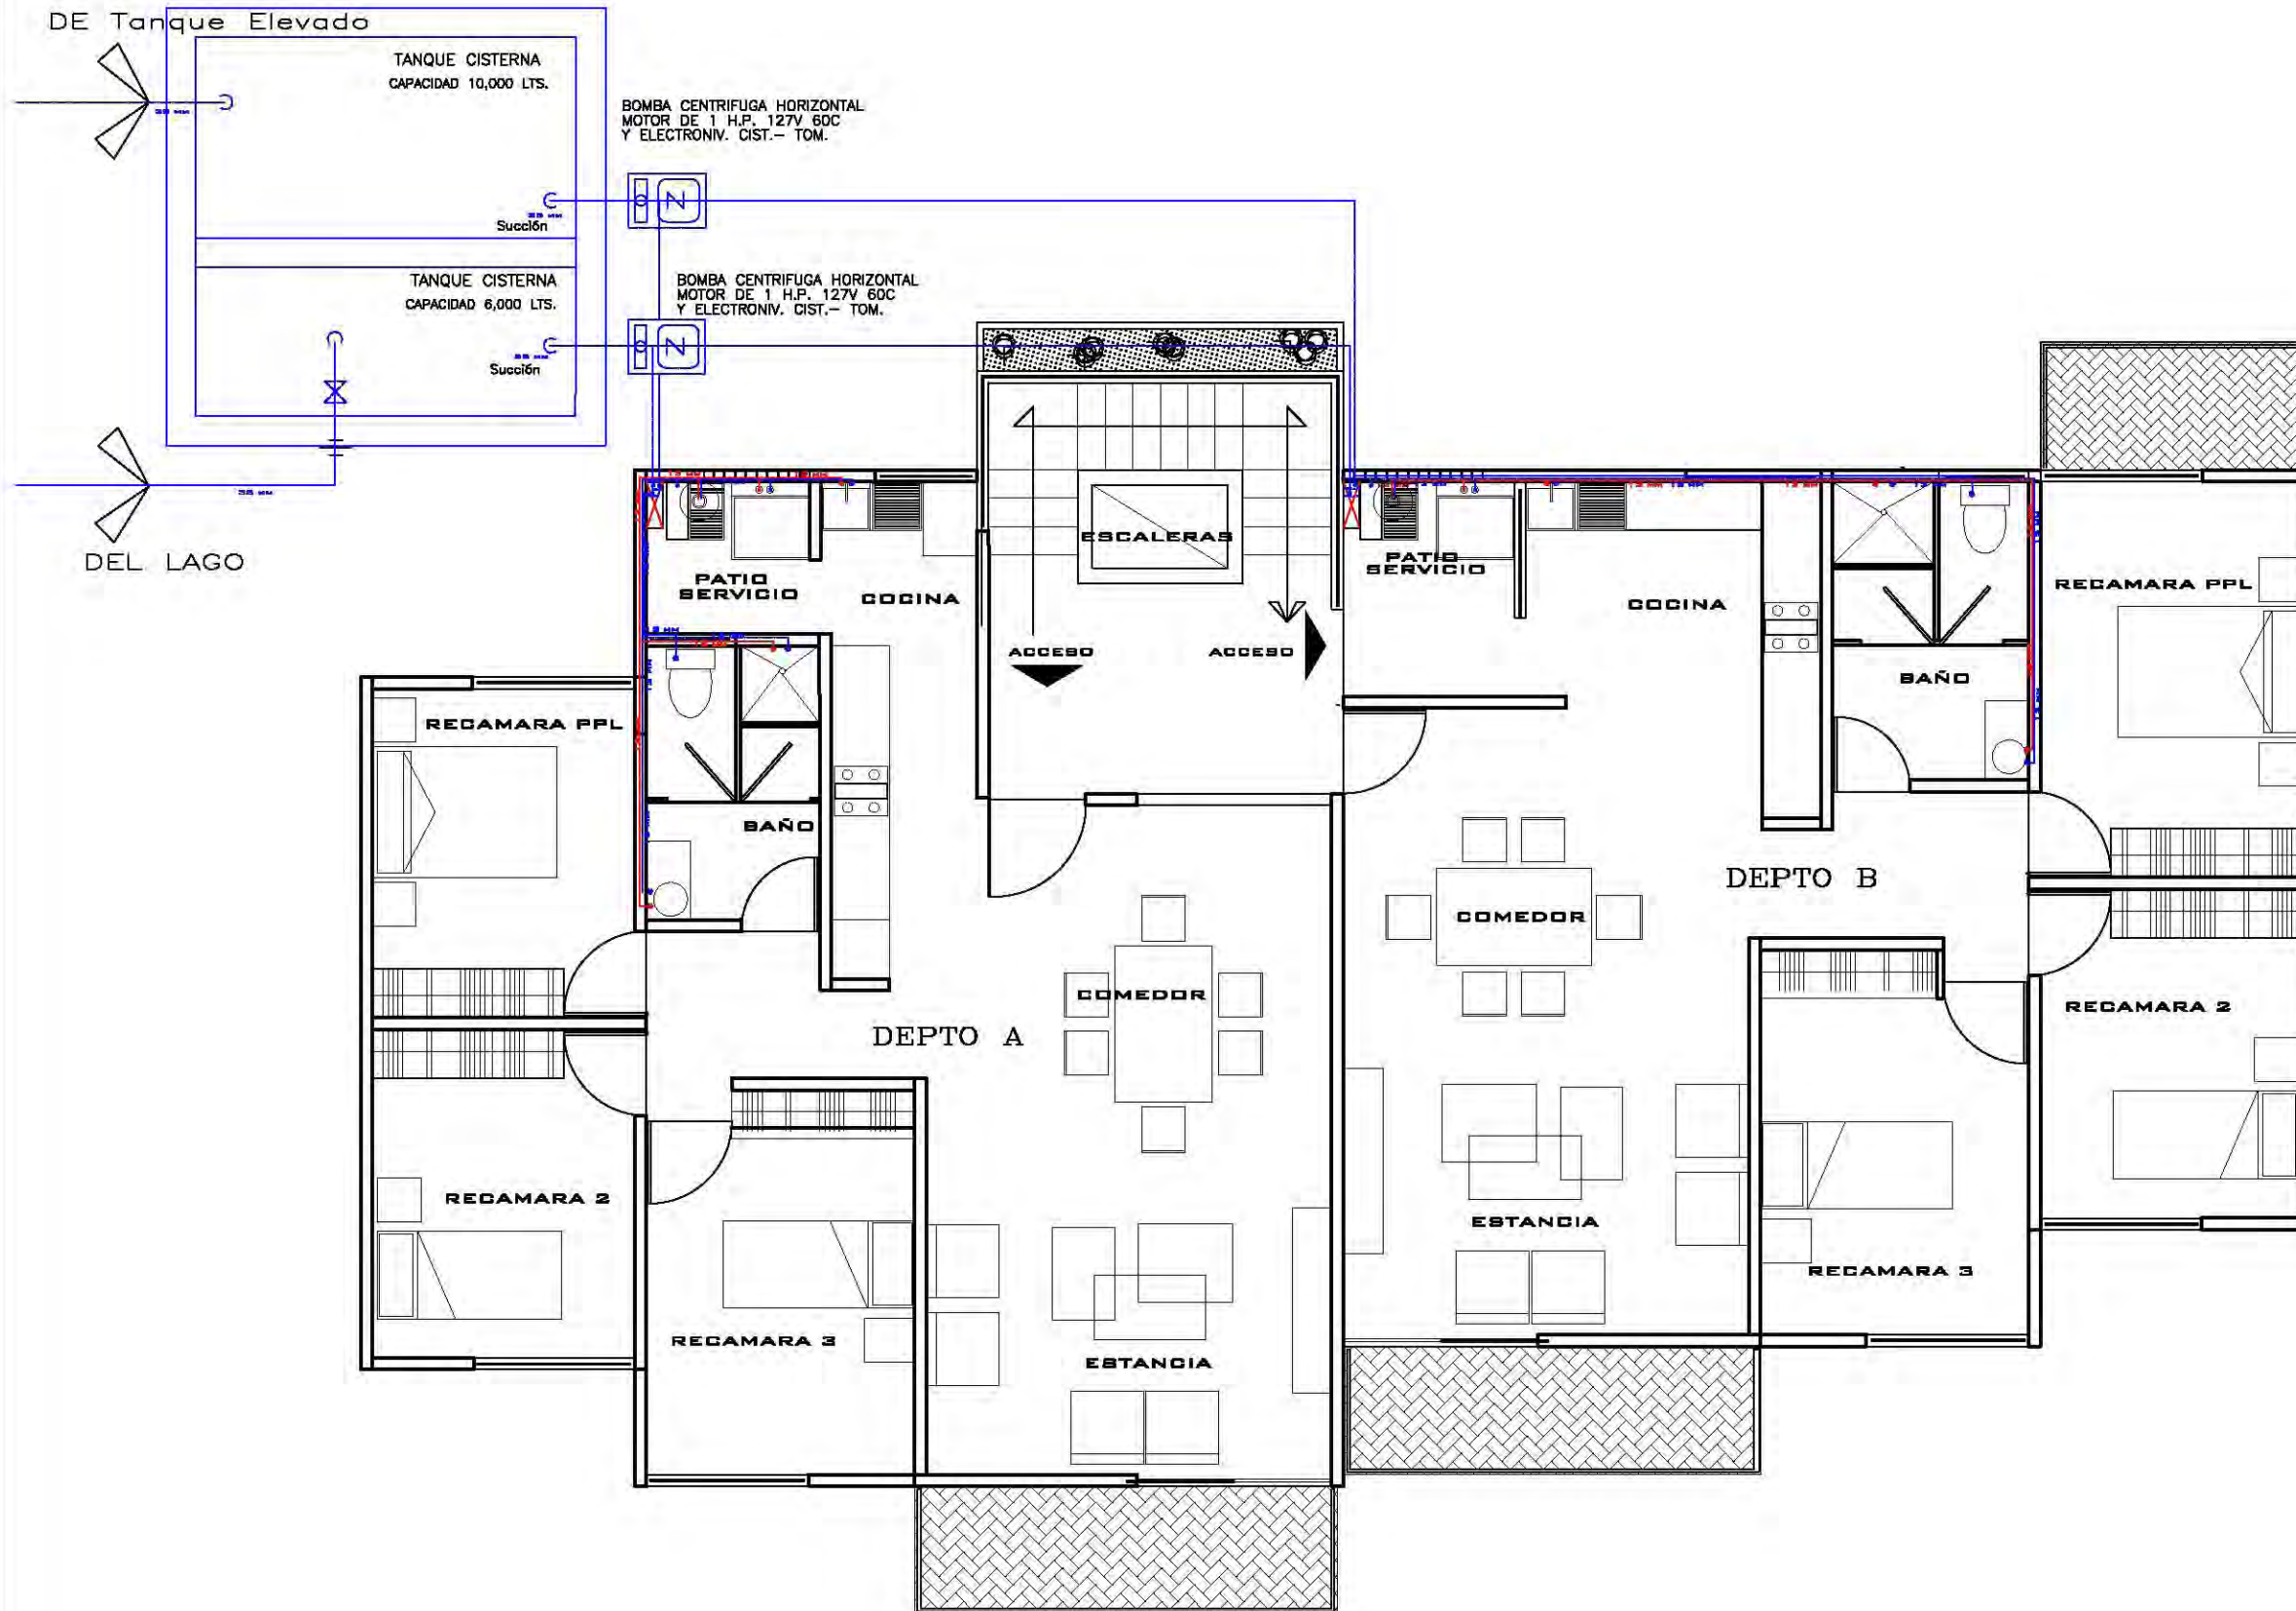 DE Tanque Elevado
TANQUE CISTERNA
CAPACIDAD 10,000 LTS.
BOMBA CENTRIFUGA HORIZONTAL
MOTOR DE 1 H.P. 127V 60C
Y ELECTRONIV. CIST.- TOM.
Succión
TANQUE CISTERNA
CAPACIDAD 6,000 LTS.
BOMBA CENTRIFUGA HORIZONTAL
MOTOR DE 1 H.P. 127V 60C
Y ELECTRONIV. CIST.- TOM.
Succión
DEL LAGO
ESCALERAS
PATIO
SERVICIO
COCINA
PATIO
SERVICIO
COCINA
RECAMARA PPL
ACCESO
ACCESO
BAÑO
RECAMARA PPL
BAÑO
DEPTO B
COMEDOR
COMEDOR
RECAMARA 2
DEPTO A
RECAMARA 2
ESTANCIA
RECAMARA 3
RECAMARA 3
ESTANCIA